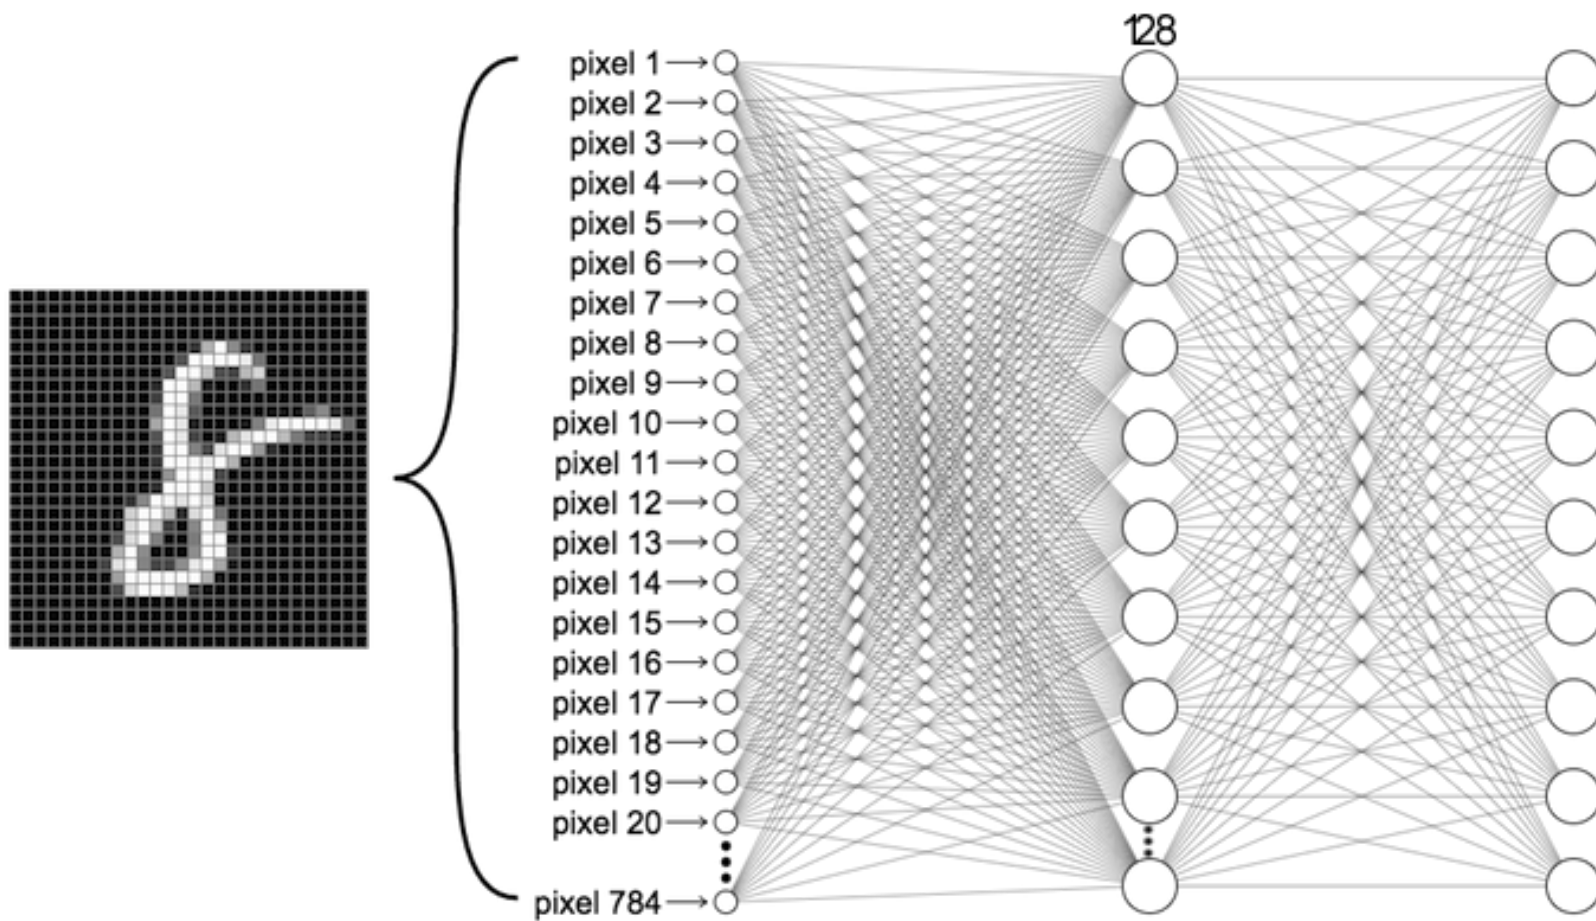 128
pixel 1
pixel 2
pixel 3
pixel 4
pixel 5
pixel 6
pixel 7
pixel 8
pixel 9
pixel 10
pixel 11
pixel 12
pixel 13
pixel 14
pixel 15
pixel 16
pixel 17
pixel 18
pixel 19
pixel 20
pixel 784